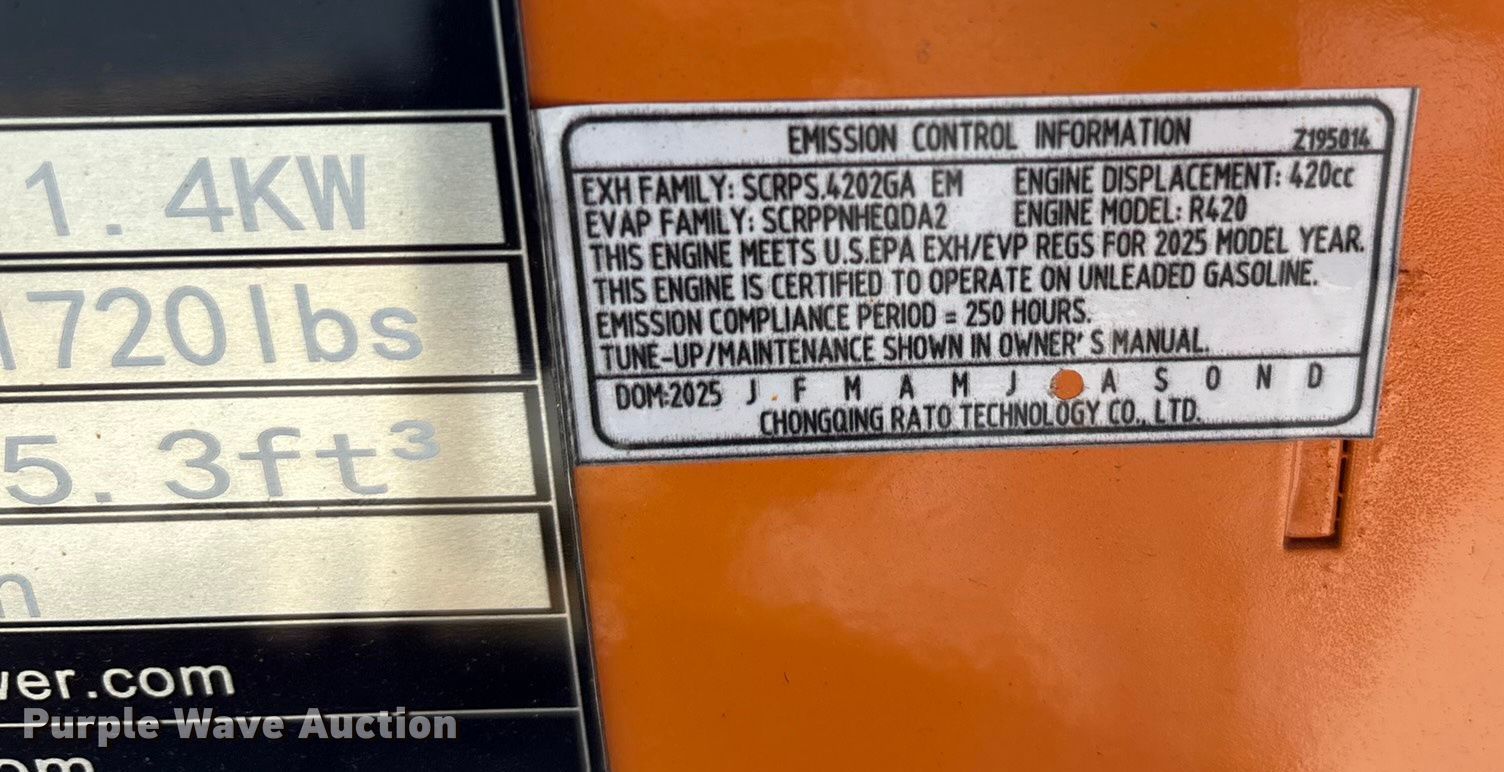 1.4KW
1720lbs
5.3ft³
wer.com
om
EMISSION CONTROL INFORMATION Z195014
EXH FAMILY: SCRPS.4202GA EM ENGINE DISPLACEMENT: 420cc
EVAP FAMILY: SCRPPNHEQDA2 ENGINE MODEL: R420
THIS ENGINE MEETS U.S.EPA EXH/EVP REGS FOR 2025 MODEL YEAR.
THIS ENGINE IS CERTIFIED TO OPERATE ON UNLEADED GASOLINE.
EMISSION COMPLIANCE PERIOD = 250 HOURS.
TUNE-UP/MAINTENANCE SHOWN IN OWNER'S MANUAL.
DOM:2025 J F M A M J A S O N D
CHONGQING RATO TECHNOLOGY CO., LTD.
Purple Wave Auction